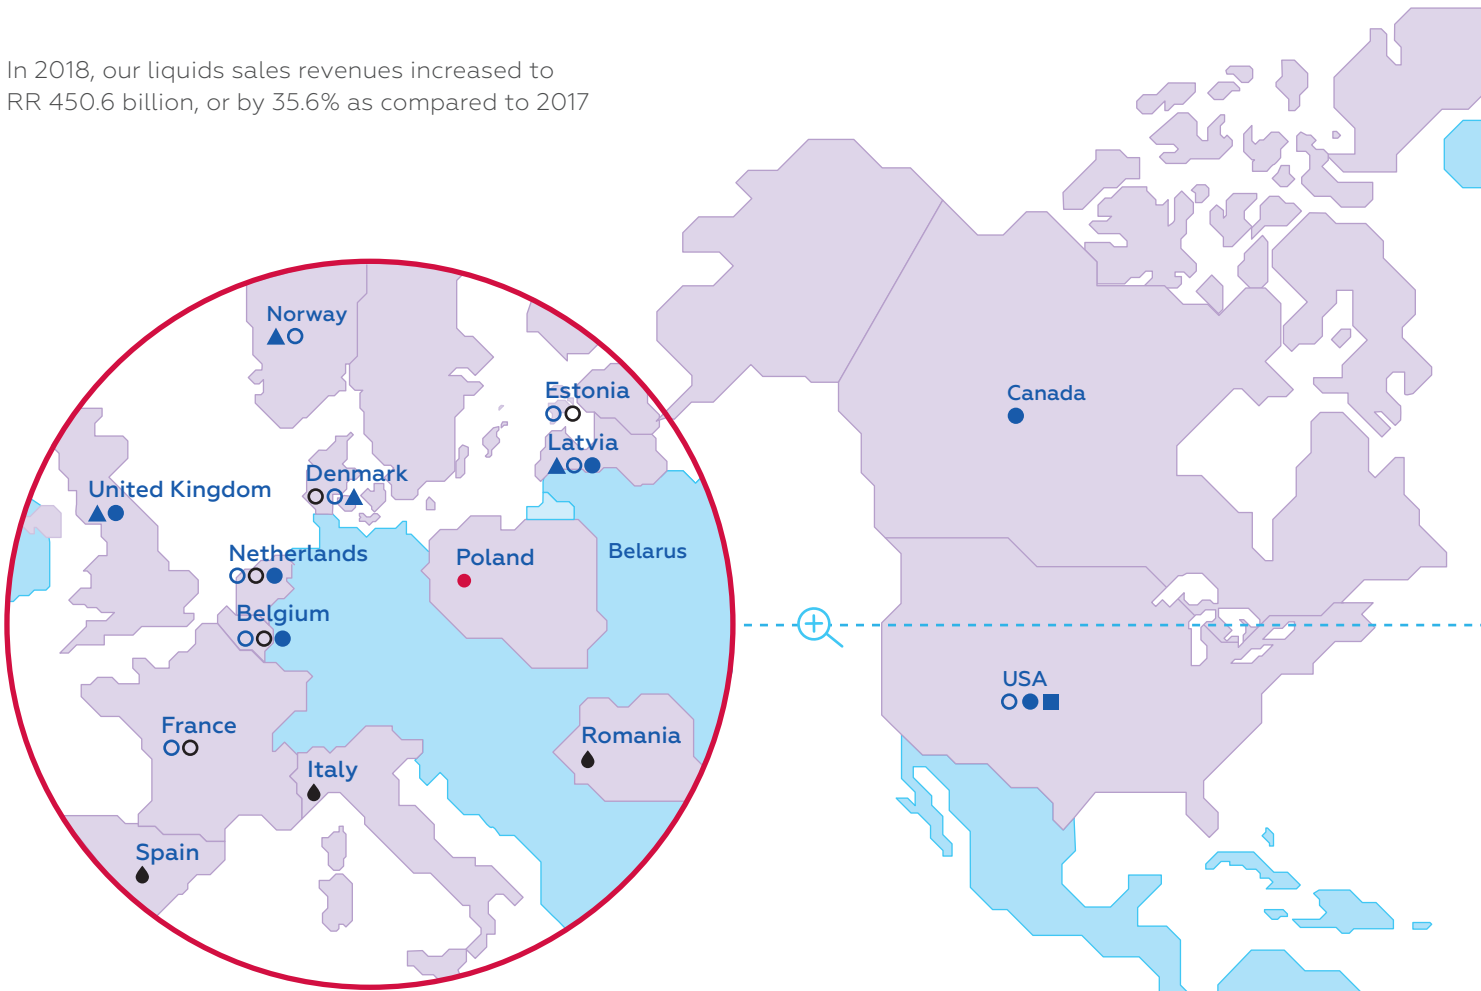 In 2018, our liquids sales revenues increased to
RR 450.6 billion, or by 35.6% as compared to 2017
Norway
Estonia
Canada
Latvia
Denmark
United Kingdom
Netherlands
Poland
Belarus
Belgium
USA
France
Romania
Italy
Spain